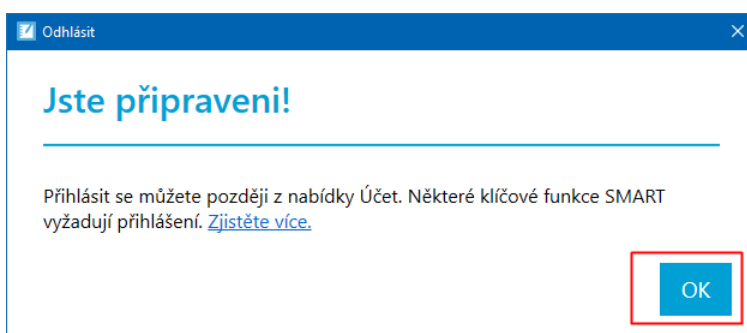 Odhlásit
Jste připraveni!
Přihlásit se můžete později z nabídky Účet. Některé klíčové funkce SMART
vyžadují přihlášení. Zjistěte více.
OK